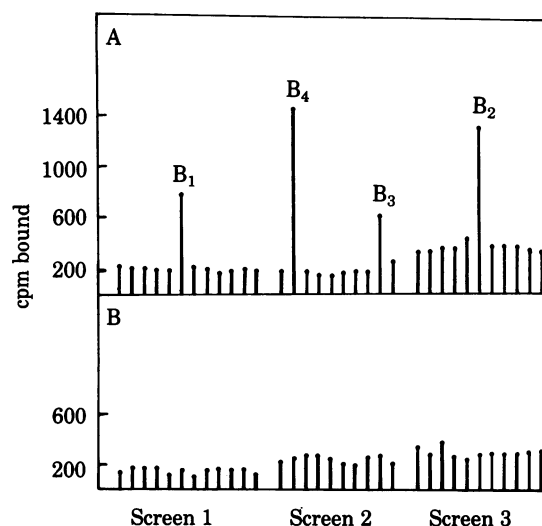 A
B₄
1400
B₂
1000
B₁
B₃
600
200
cpm bound
B
600
200
Screen 1 Screen 2 Screen 3